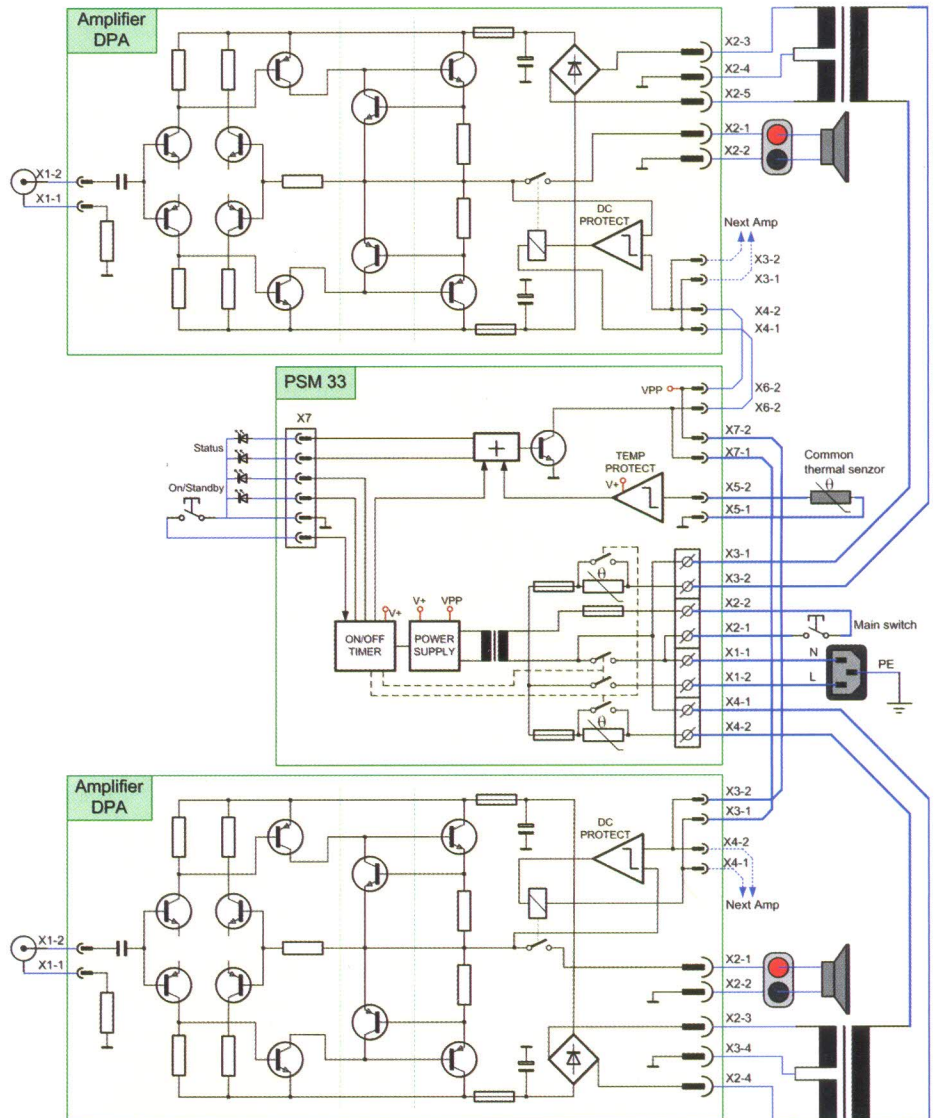 Amplifier
DPA
X2-3
X2-4
X2-5
X2-1
X2-2
X1-2
X1-1
DC
PROTECT
Next Amp
X3-2
X3-1
X4-2
X4-1
PSM 33
VPP
X6-2
X6-2
X7
X7-2
X7-1
Status
+
TEMP
PROTECT
Common
thermal senzor
θ
V+
On/Standby
X5-2
X5-1
X3-1
θ
X3-2
X2-2
V+
V+
VPP
Main switch
X2-1
ON/OFF
TIMER
POWER
SUPPLY
X1-1
N
PE
X1-2
L
X4-1
θ
X4-2
Amplifier
DPA
X3-2
X3-1
DC
PROTECT
X4-2
X4-1
Next Amp
X1-2
X1-1
X2-1
X2-2
X2-3
X3-4
X2-4